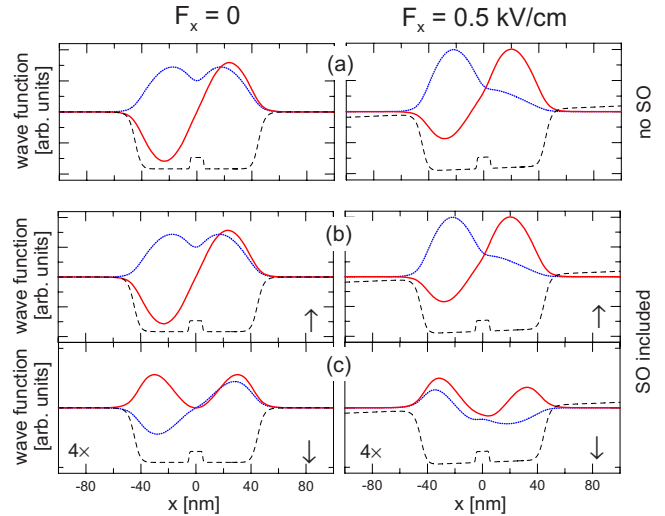 F_x = 0
F_x = 0.5 kV/cm
wave function
[arb. units]
(a)
no SO
wave function
[arb. units]
(b)
↑
↑
SO included
wave function
[arb. units]
(c)
4×
↓
4×
↓
-80 -40 0 40 80
-80 -40 0 40 80
x [nm]
x [nm]